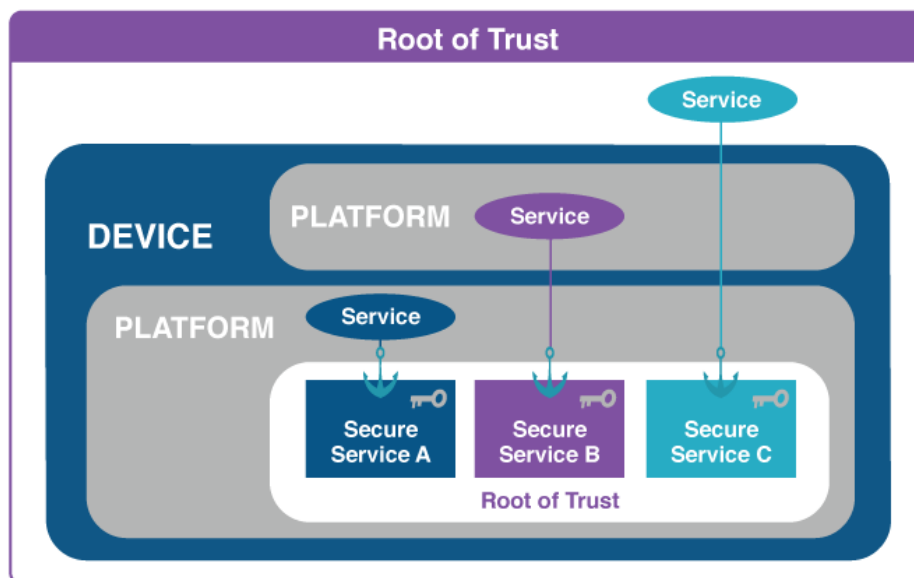 Root of Trust
Service
PLATFORM
Service
DEVICE
Service
PLATFORM
Secure
Service A
Secure
Service B
Secure
Service C
Root of Trust